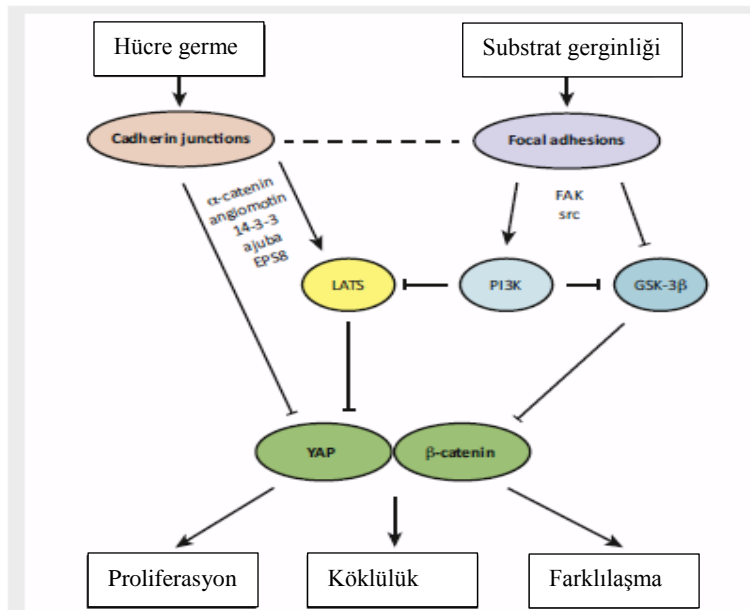 Hücre germe
Substrat gerginliği
Cadherin junctions
Focal adhesions
α-catenin
angiomotin
14-3-3
ajuba
EPS8
FAK
src
LATS
PI3K
GSK-3β
YAP
β-catenin
Proliferasyon
Köklülük
Farklılaşma